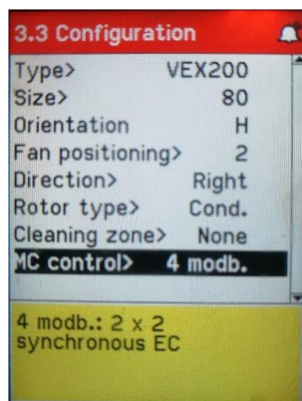 3.3 Configuration
Type> VEX200
Size> 80
Orientation H
Fan positioning> 2
Direction> Right
Rotor type> Cond.
Cleaning zone> None
MC control> 4 modb.
4 modb.: 2 x 2
synchronous EC